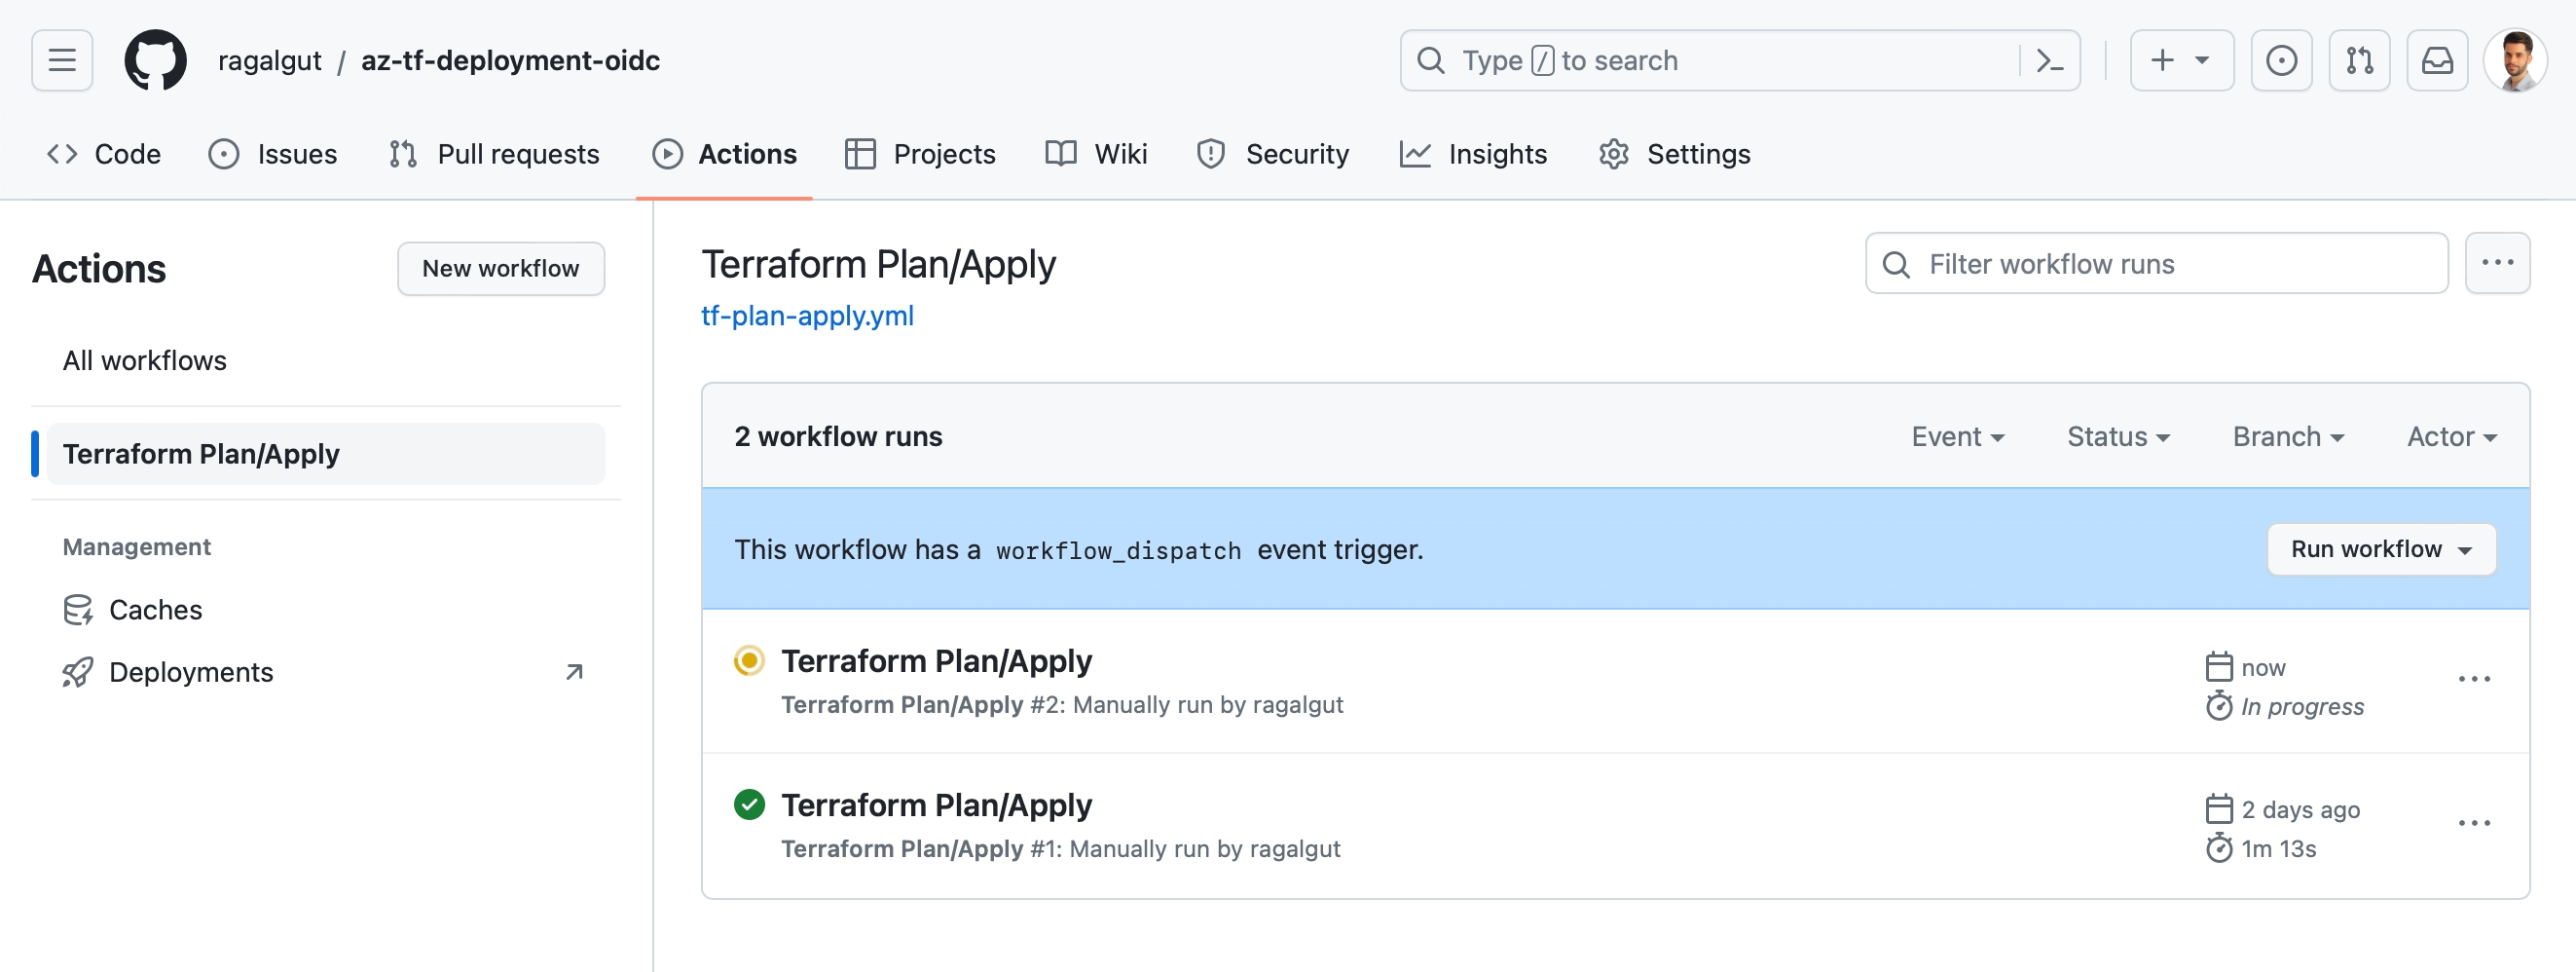 ragalgut / az-tf-deployment-oidc
Type / to search
Code Issues Pull requests Actions Projects Wiki Security Insights Settings
Actions
New workflow
All workflows
Terraform Plan/Apply
Management
Caches
Deployments
Terraform Plan/Apply
tf-plan-apply.yml
Filter workflow runs
2 workflow runs
Event Status Branch Actor
This workflow has a workflow_dispatch event trigger.
Run workflow
Terraform Plan/Apply
Terraform Plan/Apply #2: Manually run by ragalgut
now
In progress
Terraform Plan/Apply
Terraform Plan/Apply #1: Manually run by ragalgut
2 days ago
1m 13s